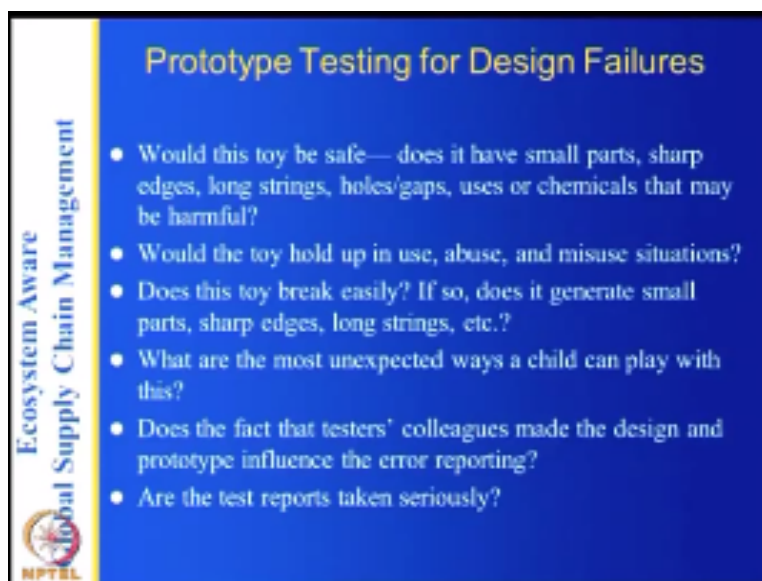 Prototype Testing for Design Failures
Would this toy be safe— does it have small parts, sharp
edges, long strings, holes/gaps, uses or chemicals that may
be harmful?
Would the toy hold up in use, abuse, and misuse situations?
Does this toy break easily? If so, does it generate small
parts, sharp edges, long strings, etc.?
What are the most unexpected ways a child can play with
this?
Does the fact that testers' colleagues made the design and
prototype influence the error reporting?
Are the test reports taken seriously?
Ecosystem Aware
Global Supply Chain Management
NPTEL